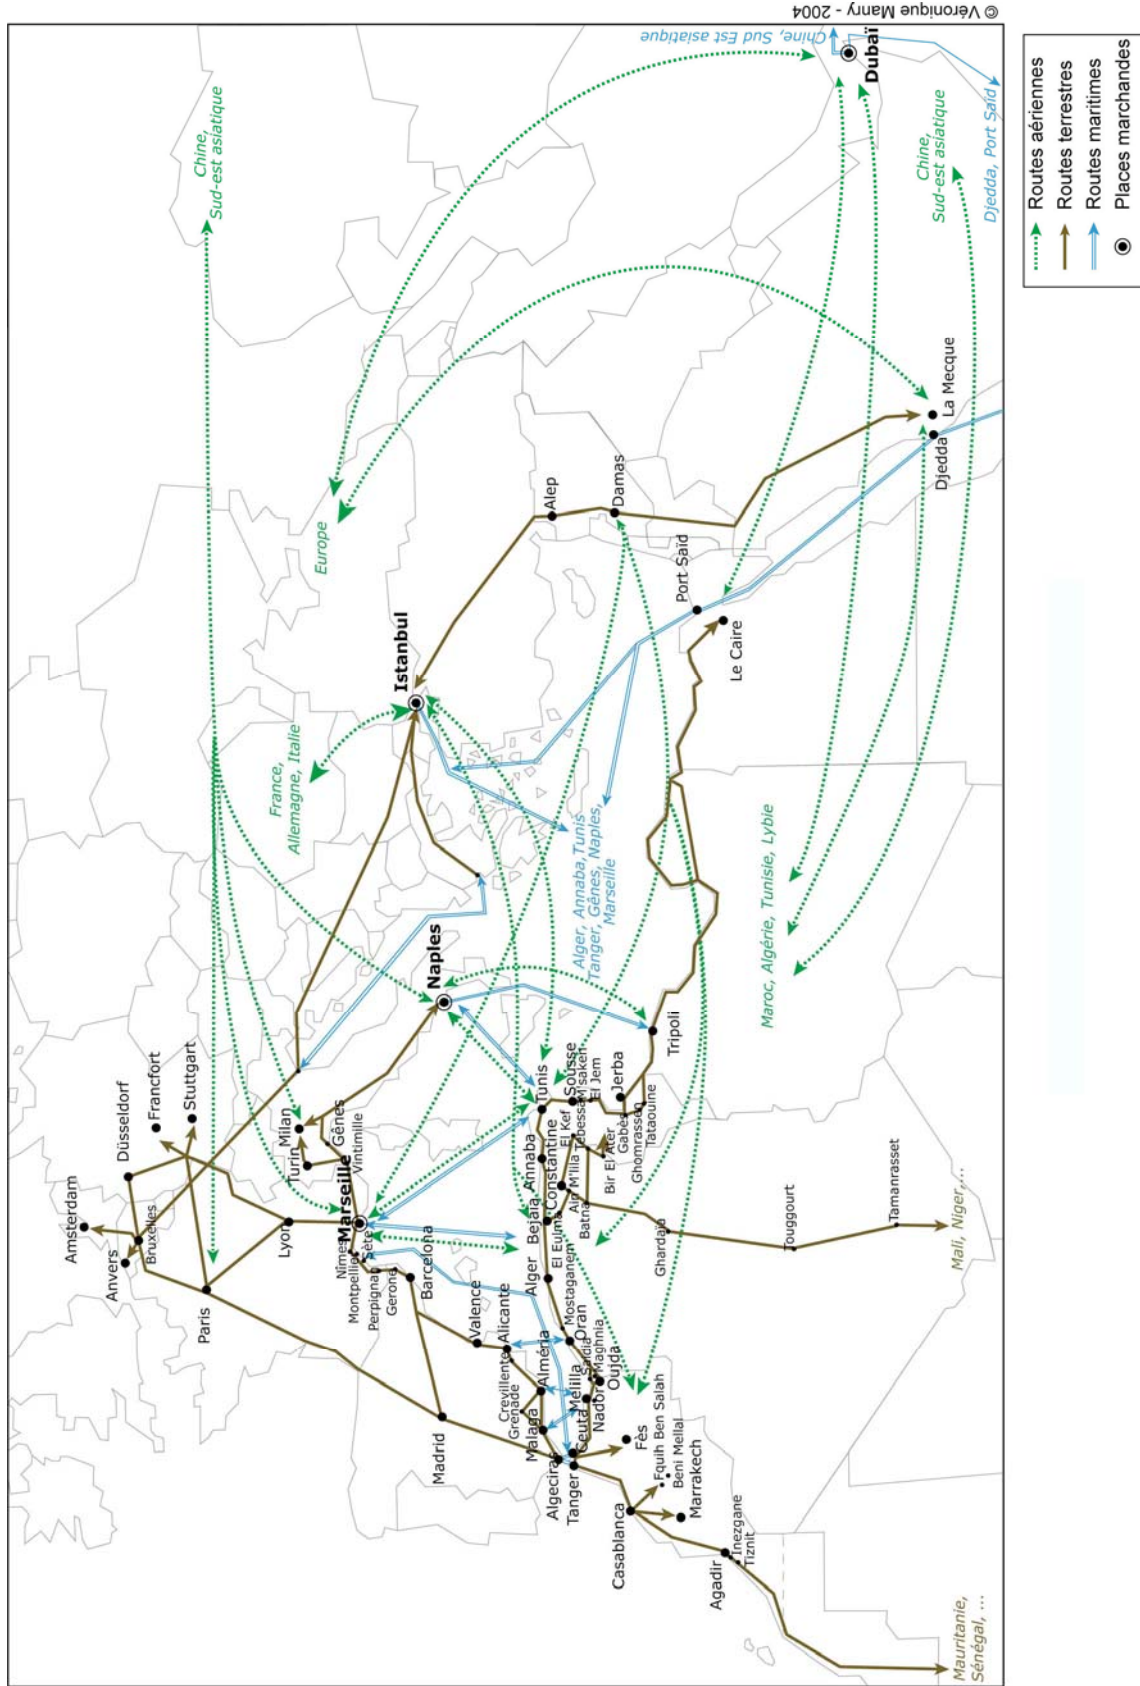 © Véronique Manry - 2004
Chine, Sud Est asiatique
Dubaï
Chine,
Sud-est asiatique
Chine,
Sud-est asiatique
Djedda, Port Saïd
Routes aériennes
Routes terrestres
Routes maritimes
Places marchandes
La Mecque
Djedda
Europe
Alep
Damas
Port Saïd
Le Caire
Istanbul
France,
Allemagne, Italie
Alger, Annaba,Tunis
Tanger, Gênes, Naples,
Marseille
Maroc, Algérie, Tunisie, Lybie
Naples
Tripoli
Amsterdam
Anvers
Bruxelles
Düsseldorf
Francfort
Stuttgart
Paris
Lyon
Milan
Turin
Gênes
Vintimille
Marseille
Nîmes
Montpellier
Sète
Perpignan
Gerone
Barcelona
Valence
Alicante
Crevillente
Grenade
Alméria
Malaga
Madrid
Algeciras
Tanger
Ceuta
Melilla
Nador
Saïdia
Maghnia
Oujda
Oran
Mostaganem
Alger
Bejaia
Annaba
El Eulma
Constantine
Ain M'lila
Batna
Tebessa
El Kef
Bir El Ater
Tunis
Sousse
M'saken
El Jem
Jerba
Gabès
Ghomrassen
Tataouine
Ghardaïa
Touggourt
Tamanrasset
Mali, Niger,...
Fès
Fquih Ben Salah
Beni Mellal
Marrakech
Casablanca
Agadir
Inezgane
Tiznit
Mauritanie,
Sénégal, ...